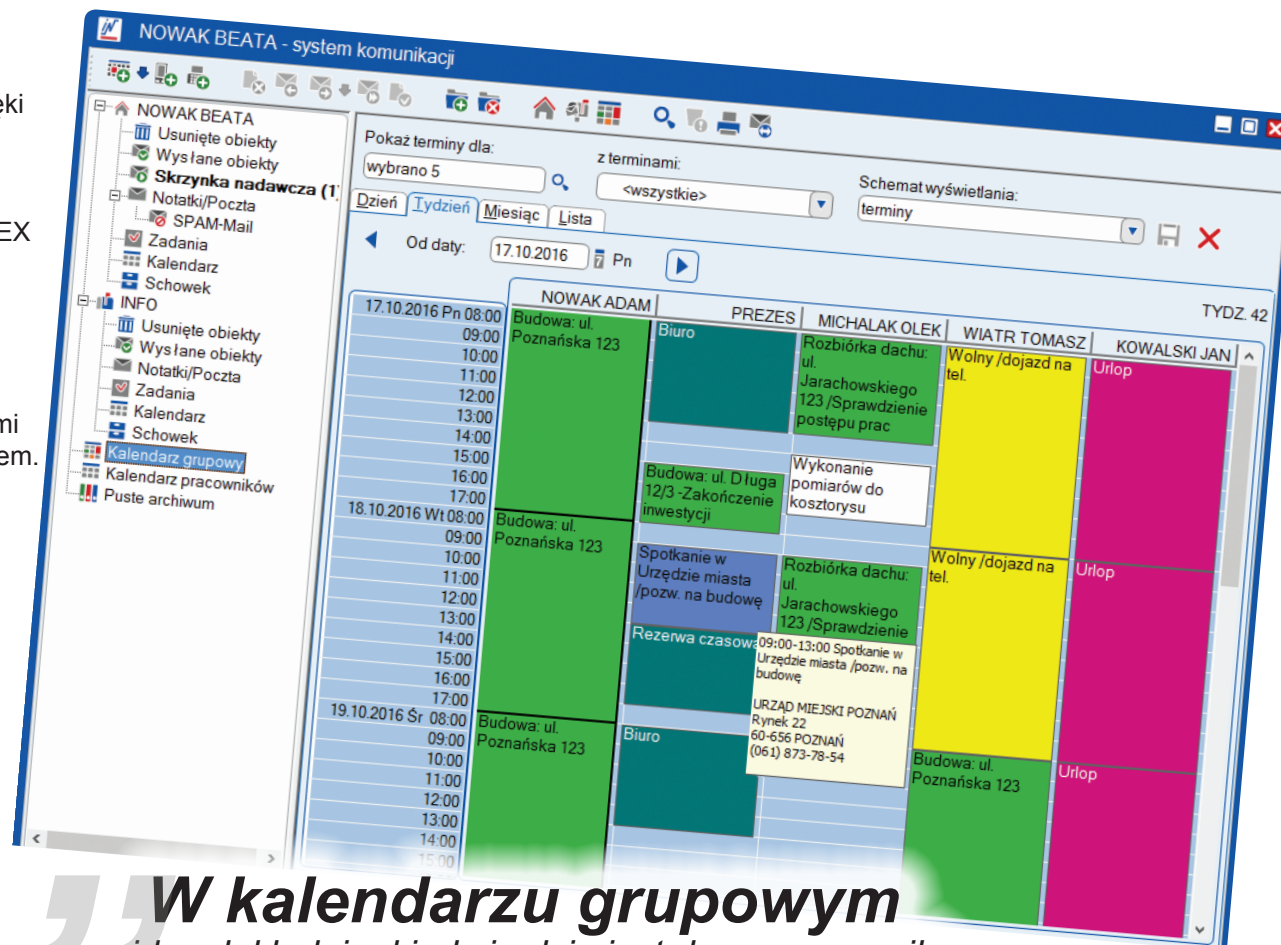 NOWAK BEATA - system komunikacji
NOWAK BEATA
Usunięte obiekty
Wysłane obiekty
Skrzynka nadawcza (1
Notatki/Poczta
SPAM-Mail
Zadania
Kalendarz
Schowek
INFO
Usunięte obiekty
Wysłane obiekty
Notatki/Poczta
Zadania
Kalendarz
Schowek
Kalendarz grupowy
Kalendarz pracowników
Puste archiwum
EX
mi
em.
Pokaż terminy dla:
wybrano 5
z terminami:
<wszystkie>
Schemat wyświetlania:
terminy
Dzień
Tydzień
Miesiąc
Lista
Od daty:
17.10.2016
7
Pn
TYDZ. 42
NOWAK ADAM
PREZES
MICHALAK OLEK
WIATR TOMASZ
KOWALSKI JAN
17.10.2016 Pn 08:00
09:00
10:00
11:00
12:00
13:00
14:00
15:00
16:00
17:00
18.10.2016 Wt 08:00
09:00
10:00
11:00
12:00
13:00
14:00
15:00
16:00
17:00
19.10.2016 Śr 08:00
09:00
10:00
11:00
12:00
13:00
14:00
15:00
Budowa: ul.
Poznańska 123
Budowa: ul.
Poznańska 123
Budowa: ul.
Poznańska 123
Biuro
Budowa: ul. Długa
12/3 -Zakończenie
inwestycji
Spotkanie w
Urzędzie miasta
/pozw. na budowę
Rezerwa czasowa
Biuro
Rozbiórka dachu:
ul.
Jarachowskiego
123 /Sprawdzienie
postępu prac
Wykonanie
pomiarów do
kosztorysu
Rozbiórka dachu:
ul.
Jarachowskiego
123 /Sprawdzienie
09:00-13:00 Spotkanie w
Urzędzie miasta /pozw. na
budowę
URZĄD MIEJSKI POZNAŃ
Rynek 22
60-656 POZNAŃ
(061) 873-78-54
Wolny /dojazd na
tel.
Wolny /dojazd na
tel.
Budowa: ul.
Poznańska 123
Urlop
Urlop
Urlop
W kalendarzu grupowym